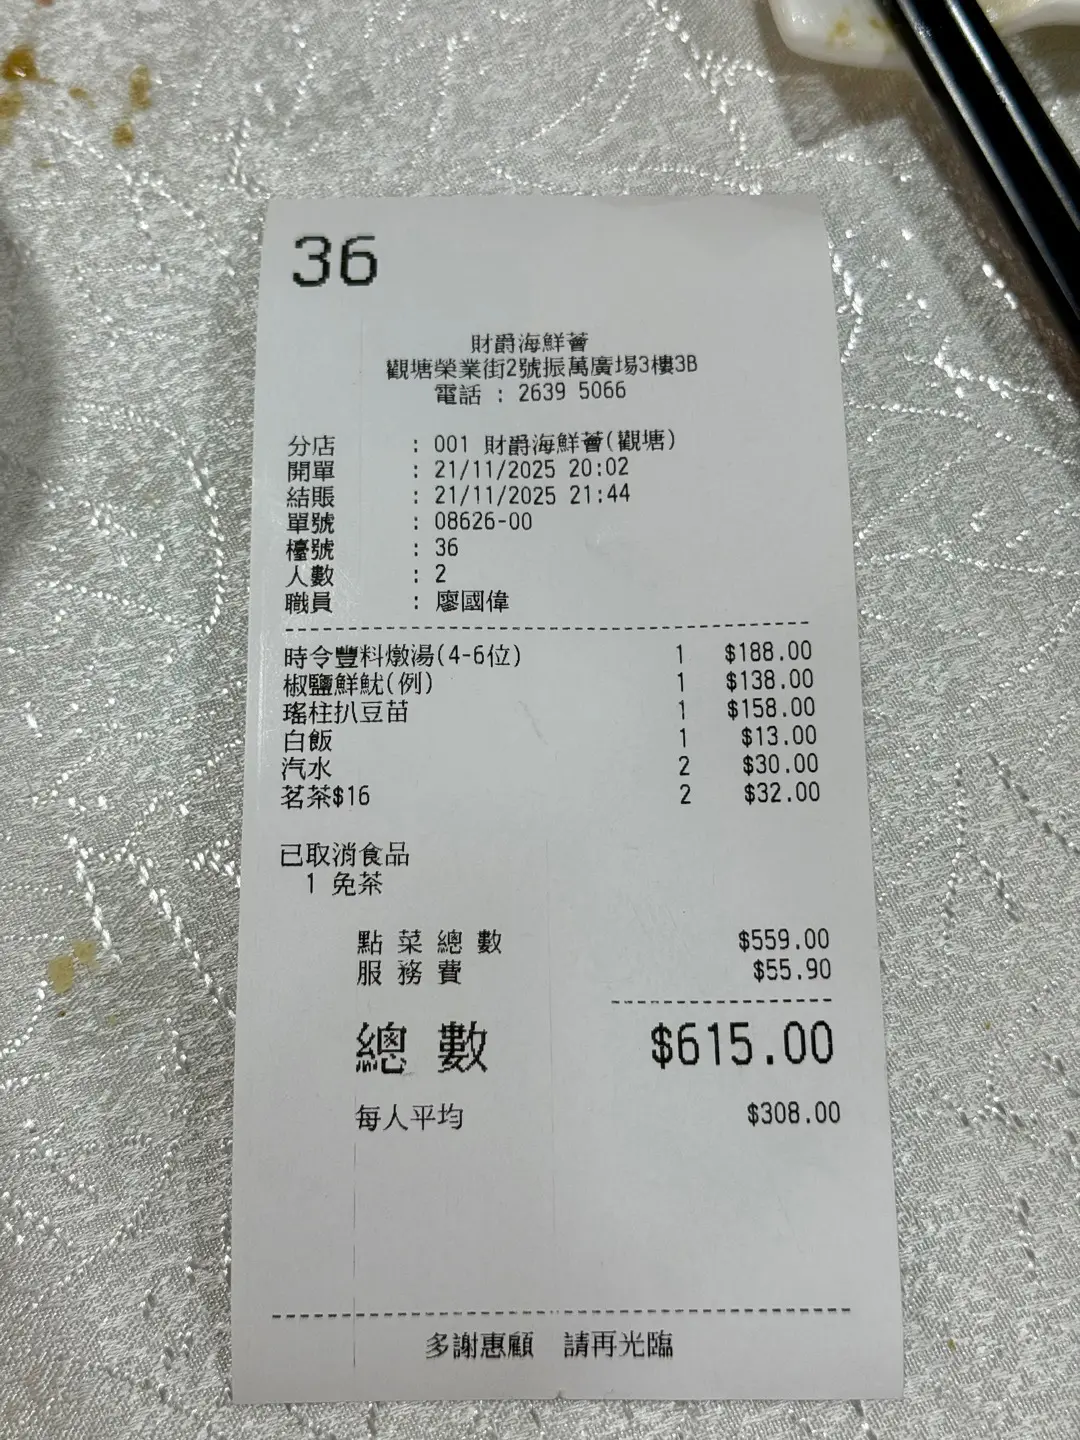 36
財爵海鮮薈
觀塘榮業街2號振萬廣場3樓3B
電話 : 2639 5066
分店 : 001 財爵海鮮薈(觀塘)
開單 : 21/11/2025 20:02
結賬 : 21/11/2025 21:44
單號 : 08626-00
檯號 : 36
人數 : 2
職員 : 廖國偉
時令豐料燉湯(4-6位) 1 $188.00
椒鹽鮮魷(例) 1 $138.00
瑤柱扒豆苗 1 $158.00
白飯 1 $13.00
汽水 2 $30.00
茗茶$16 2 $32.00
已取消食品
1 免茶
點菜總數 $559.00
服務費 $55.90
總數 $615.00
每人平均 $308.00
多謝惠顧 請再光臨